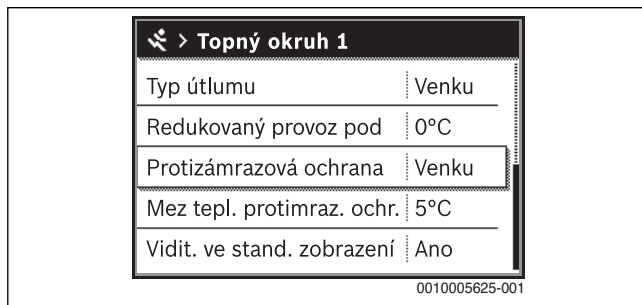 > Topný okruh 1
Typ útlumu Venku
Redukovaný provoz pod 0°C
Protizámrazová ochrana Venku
Mez tepl. protimraz. ochr. 5°C
Vidit. ve stand. zobrazení Ano
0010005625-001